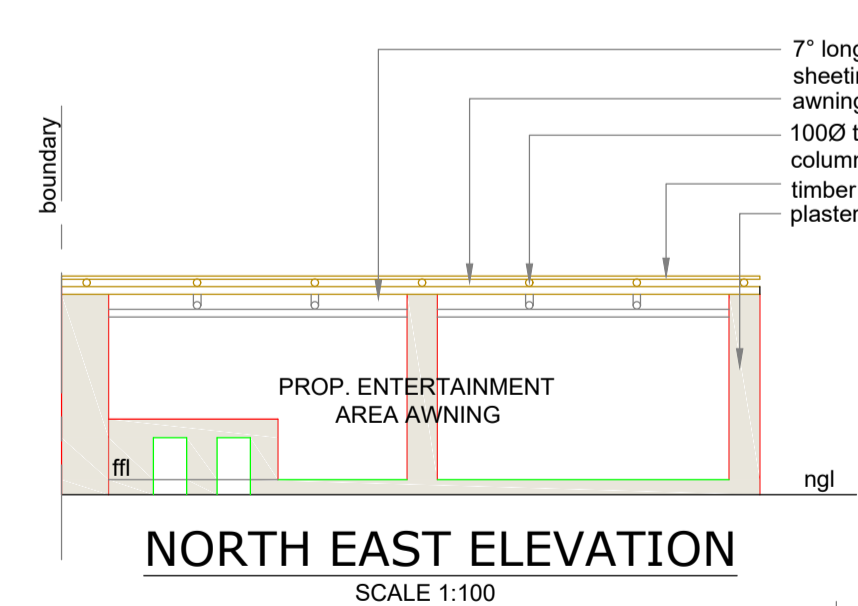 7° long
sheetin
awning
100Ø t
column
timber
plaster
boundary
PROP. ENTERTAINMENT
AREA AWNING
ffl
ngl
NORTH EAST ELEVATION
SCALE 1:100